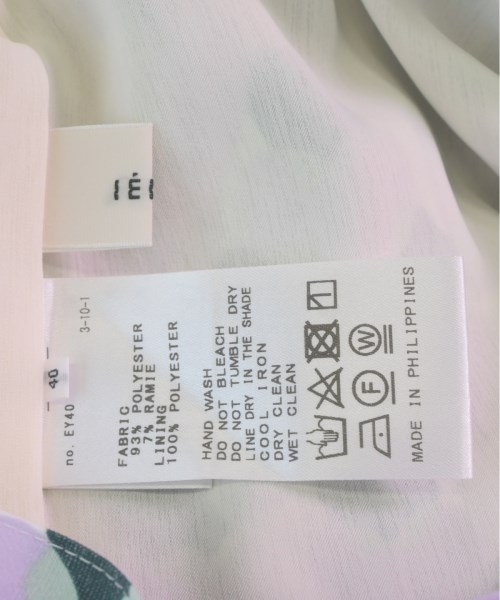 no. EY40
3-10-1
FABRIC
93% POLYESTER
7% RAMIE
LINING
100% POLYESTER
HAND WASH
DO NOT BLEACH
DO NOT TUMBLE DRY
LINE DRY IN THE SHADE
COOL IRON
DRY CLEAN
WET CLEAN
F W
MADE IN PHILIPPINES
40